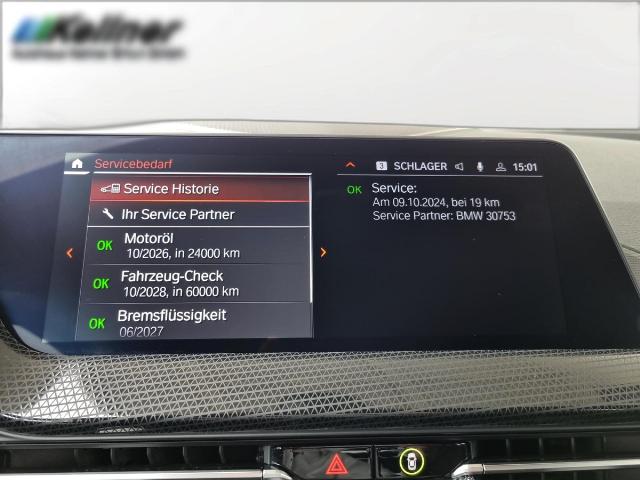 Kellner
Servicebedarf
3 SCHLAGER 15:01
Service Historie
Ihr Service Partner
OK Motoröl
10/2026, in 24000 km
OK Fahrzeug-Check
10/2028, in 60000 km
OK Bremsflüssigkeit
06/2027
OK Service:
Am 09.10.2024, bei 19 km
Service Partner: BMW 30753